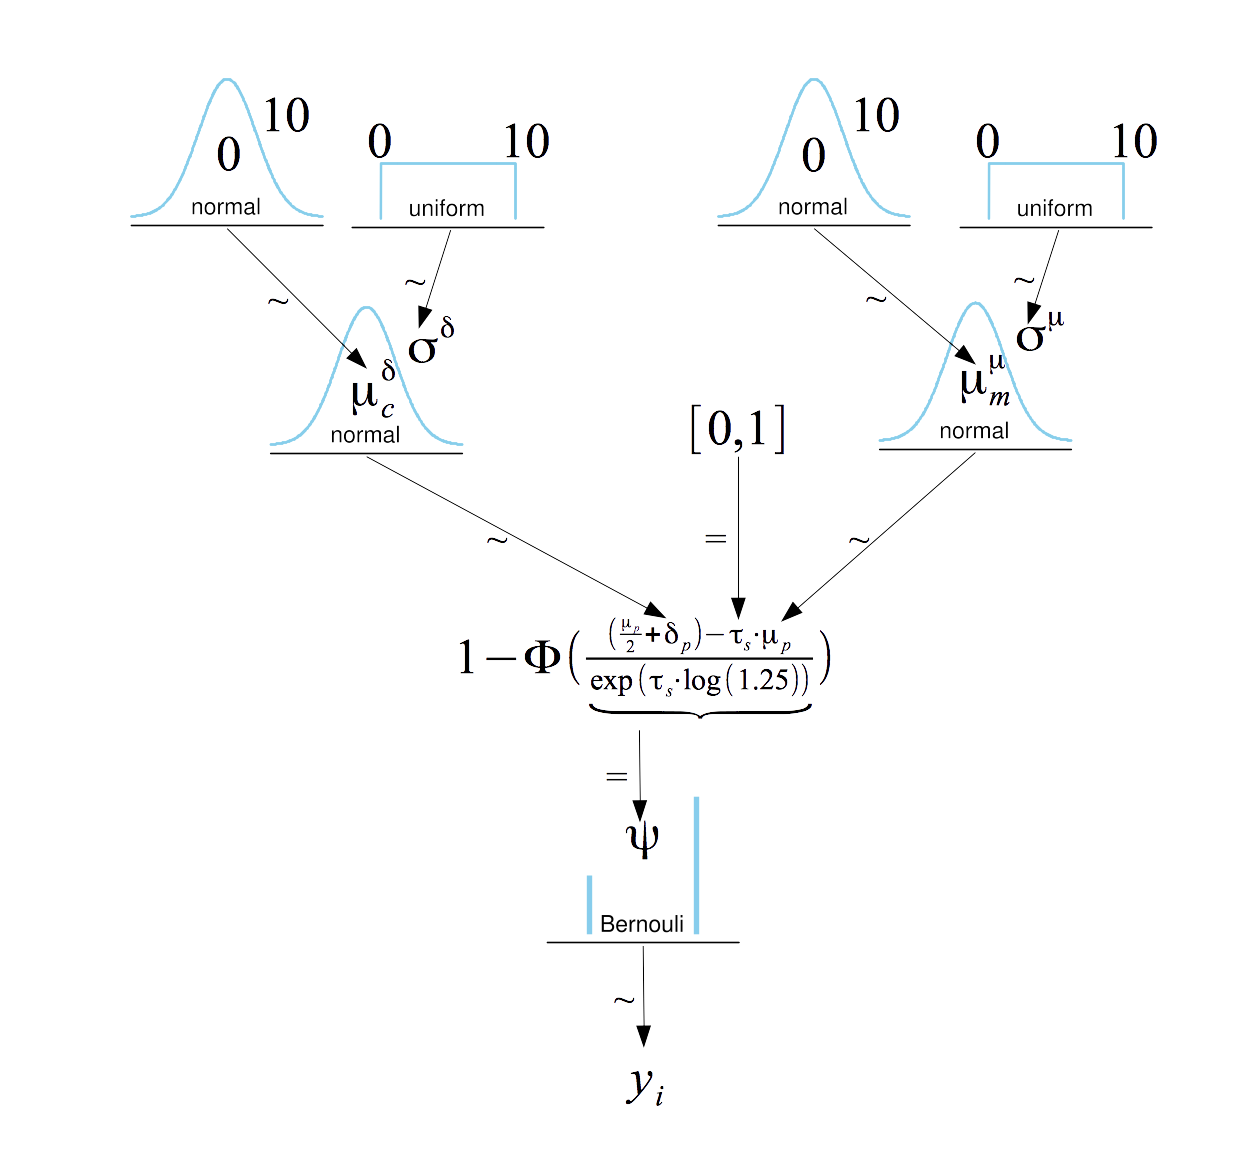 10 10
0 10 0 10
0 0
normal uniform normal uniform
~ ~ ~ ~
σ^δ σ^μ
μ_c^δ μ_m^μ
normal [0,1] normal
~ = ~
1−Φ(((μ_p/2)+δ_p)−τ_s·μ_p / exp(τ_s·log(1.25)))
=
ψ
Bernouli
~
y_i